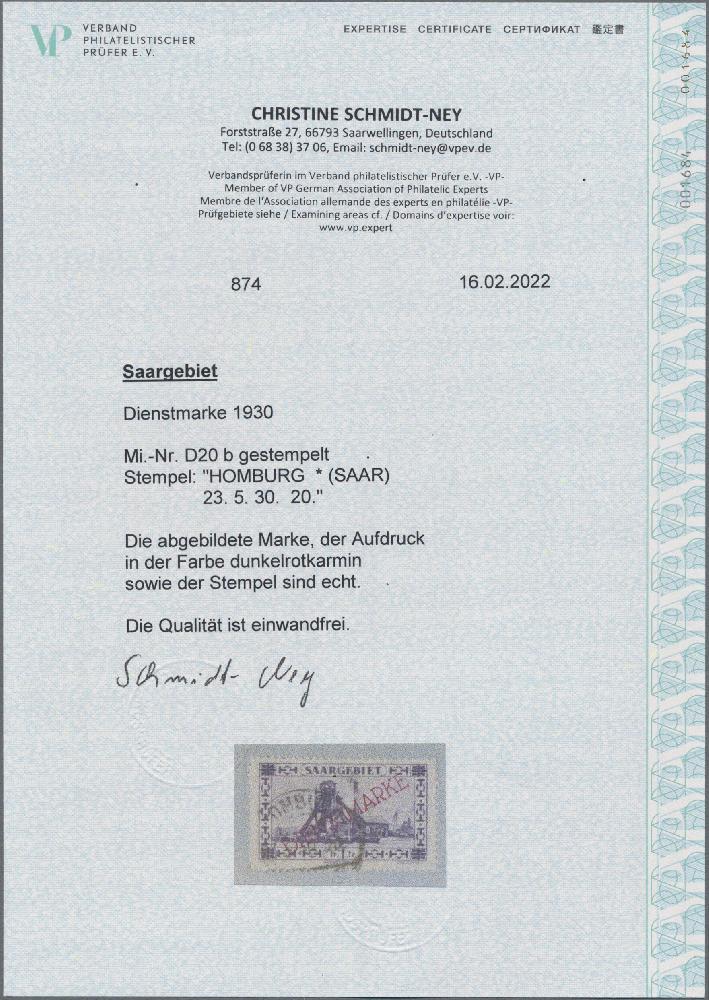 VP
VERBAND
PHILATELISTISCHER
PRÜFER E. V.
EXPERTISE CERTIFICATE СЕРТИФИКАТ 鑑定書
001684
001684
CHRISTINE SCHMIDT-NEY
Forststraße 27, 66793 Saarwellingen, Deutschland
Tel: (0 68 38) 37 06, Email: schmidt-ney@vpev.de
Verbandsprüferin im Verband philatelistischer Prüfer e.V. -VP-
Member of VP German Association of Philatelic Experts
Membre de l'Association allemande des experts en philatélie -VP-
Prüfgebiete siehe / Examining areas cf. / Domains d'expertise voir:
www.vp.expert
874 16.02.2022
Saargebiet
Dienstmarke 1930
Mi.-Nr. D20 b gestempelt
Stempel: "HOMBURG * (SAAR)
23. 5. 30. 20."
Die abgebildete Marke, der Aufdruck
in der Farbe dunkelrotkarmin
sowie der Stempel sind echt.
Die Qualität ist einwandfrei.
Schmidt-Ney
SAARGEBIET